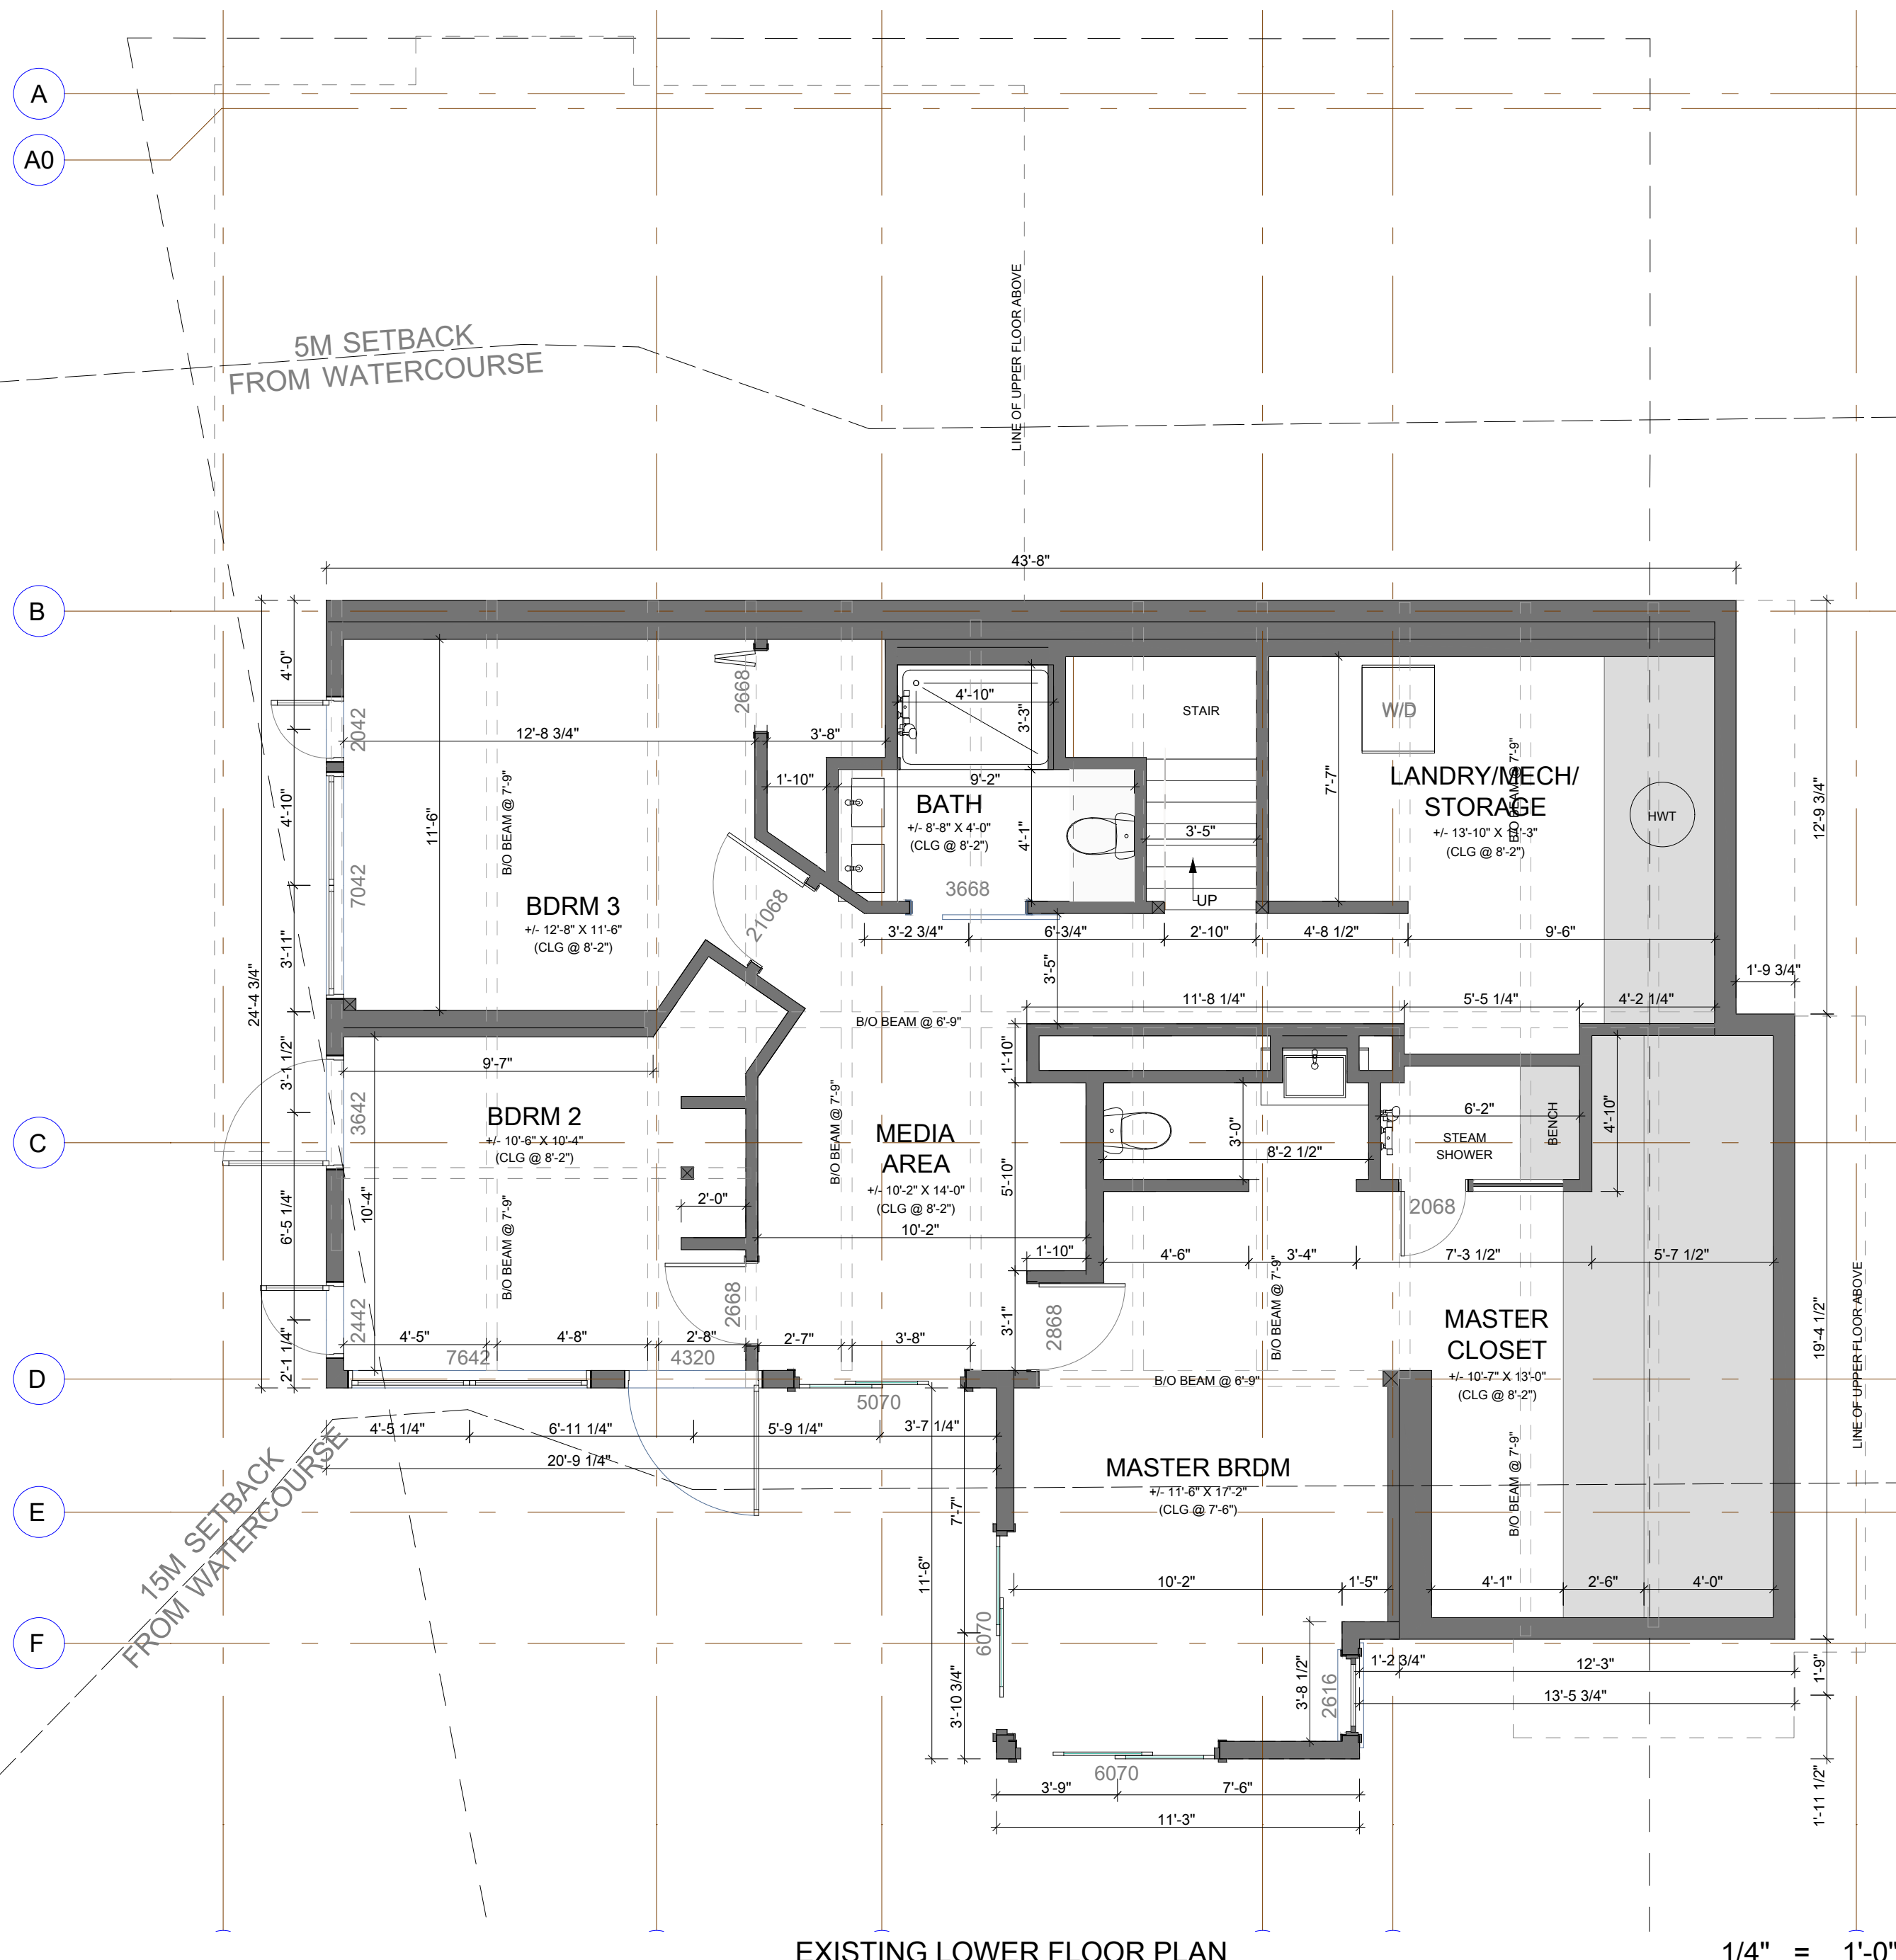 A
A0
5M SETBACK
FROM WATERCOURSE
LINE OF UPPER FLOOR ABOVE
43'-8"
B
4'-0"
2042
4'-10"
7042
3'-11"
24'-4 3/4"
3'-1 1/2"
3642
6'-5 1/4"
2442
2'-1 1/4"
12'-8 3/4"
11'-6"
B/O BEAM @ 7'-9"
BDRM 3
+/- 12'-8" X 11'-6"
(CLG @ 8'-2")
2668
3'-8"
1'-10"
21068
4'-10"
3'-3"
9'-2"
BATH
+/- 8'-8" X 4'-0"
(CLG @ 8'-2")
4'-1"
3668
STAIR
3'-5"
UP
W/D
7'-7"
LANDRY/MECH/
STORAGE
(CLG @ 8'-2")
B/O BEAM @ 7'-9"
HWT
12'-9 3/4"
3'-2 3/4"
6'-3/4"
2'-10"
4'-8 1/2"
9'-6"
3'-5"
1'-9 3/4"
11'-8 1/4"
5'-5 1/4"
4'-2 1/4"
B/O BEAM @ 6'-9"
9'-7"
BDRM 2
+/- 10'-6" X 10'-4"
(CLG @ 8'-2")
10'-4"
B/O BEAM @ 7'-9"
2'-0"
2668
C
B/O BEAM @ 7'-9"
MEDIA
AREA
+/- 10'-2" X 14'-0"
(CLG @ 8'-2")
10'-2"
1'-10"
5'-10"
1'-10"
3'-1"
3'-0"
8'-2 1/2"
6'-2"
STEAM
SHOWER
BENCH
4'-10"
2068
4'-6"
3'-4"
7'-3 1/2"
5'-7 1/2"
2868
B/O BEAM @ 7'-9"
MASTER
CLOSET
+/- 10'-7" X 13'-0"
(CLG @ 8'-2")
19'-4 1/2"
LINE OF UPPER FLOOR ABOVE
4'-5"
4'-8"
2'-8"
2'-7"
3'-8"
7642
4320
D
B/O BEAM @ 6'-9"
5070
4'-5 1/4"
6'-11 1/4"
5'-9 1/4"
3'-7 1/4"
20'-9 1/4"
15M SETBACK
FROM WATERCOURSE
MASTER BRDM
+/- 11'-6" X 17'-2"
(CLG @ 7'-6")
B/O BEAM @ 7'-9"
E
7'-7"
11'-6"
10'-2"
1'-5"
4'-1"
2'-6"
4'-0"
F
6070
3'-10 3/4"
3'-8 1/2"
2616
1'-2 3/4"
12'-3"
1'-9"
13'-5 3/4"
6070
3'-9"
7'-6"
1'-11 1/2"
11'-3"
EXISTING LOWER FLOOR PLAN
1/4" = 1'-0"